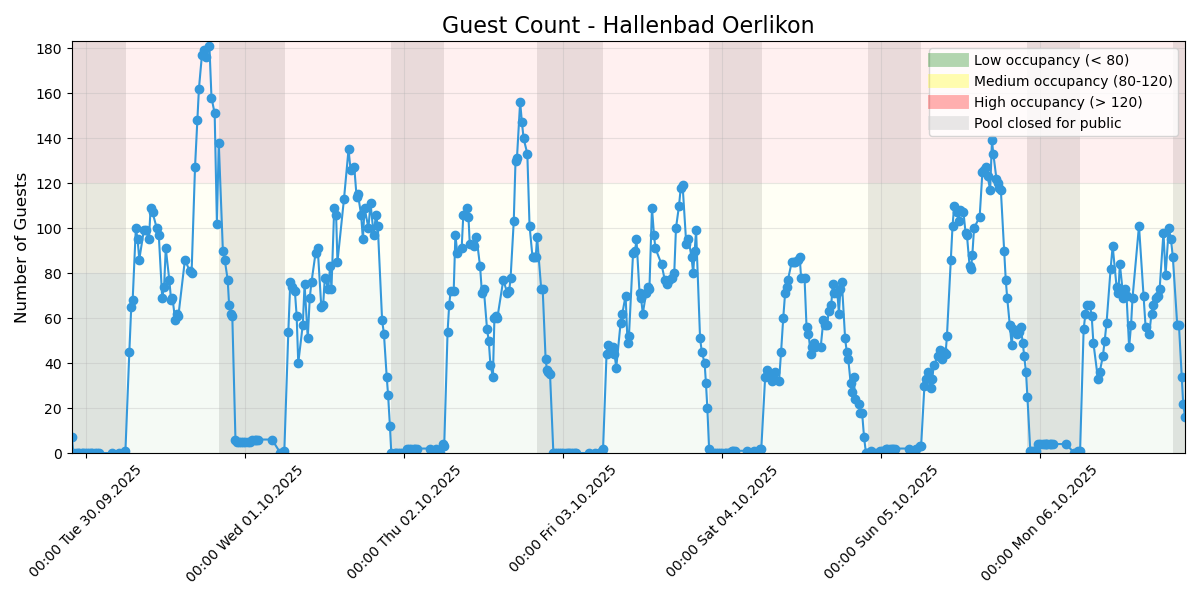 Guest Count - Hallenbad Oerlikon
Number of Guests
180
160
140
120
100
80
60
40
20
0
Low occupancy (< 80)
Medium occupancy (80-120)
High occupancy (> 120)
Pool closed for public
00:00 Tue 30.09.2025
00:00 Wed 01.10.2025
00:00 Thu 02.10.2025
00:00 Fri 03.10.2025
00:00 Sat 04.10.2025
00:00 Sun 05.10.2025
00:00 Mon 06.10.2025